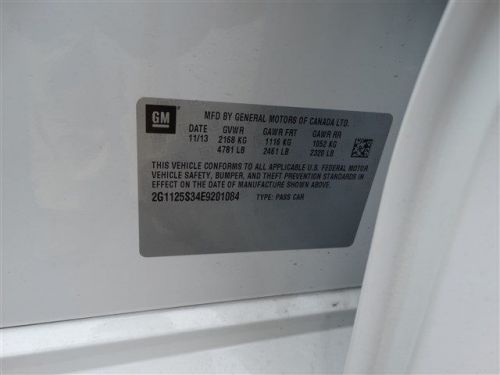 GM
MFD BY GENERAL MOTORS OF CANADA LTD.
DATE GVWR GAWR FRT GAWR RR
11/13 2168 KG 1116 KG 1052 KG
4781 LB 2461 LB 2320 LB
THIS VEHICLE CONFORMS TO ALL APPLICABLE U.S. FEDERAL MOTOR
VEHICLE SAFETY, BUMPER, AND THEFT PREVENTION STANDARDS
IN EFFECT ON THE DATE OF MANUFACTURE SHOWN ABOVE.
2G1125S34E9201084 TYPE: PASS CAR